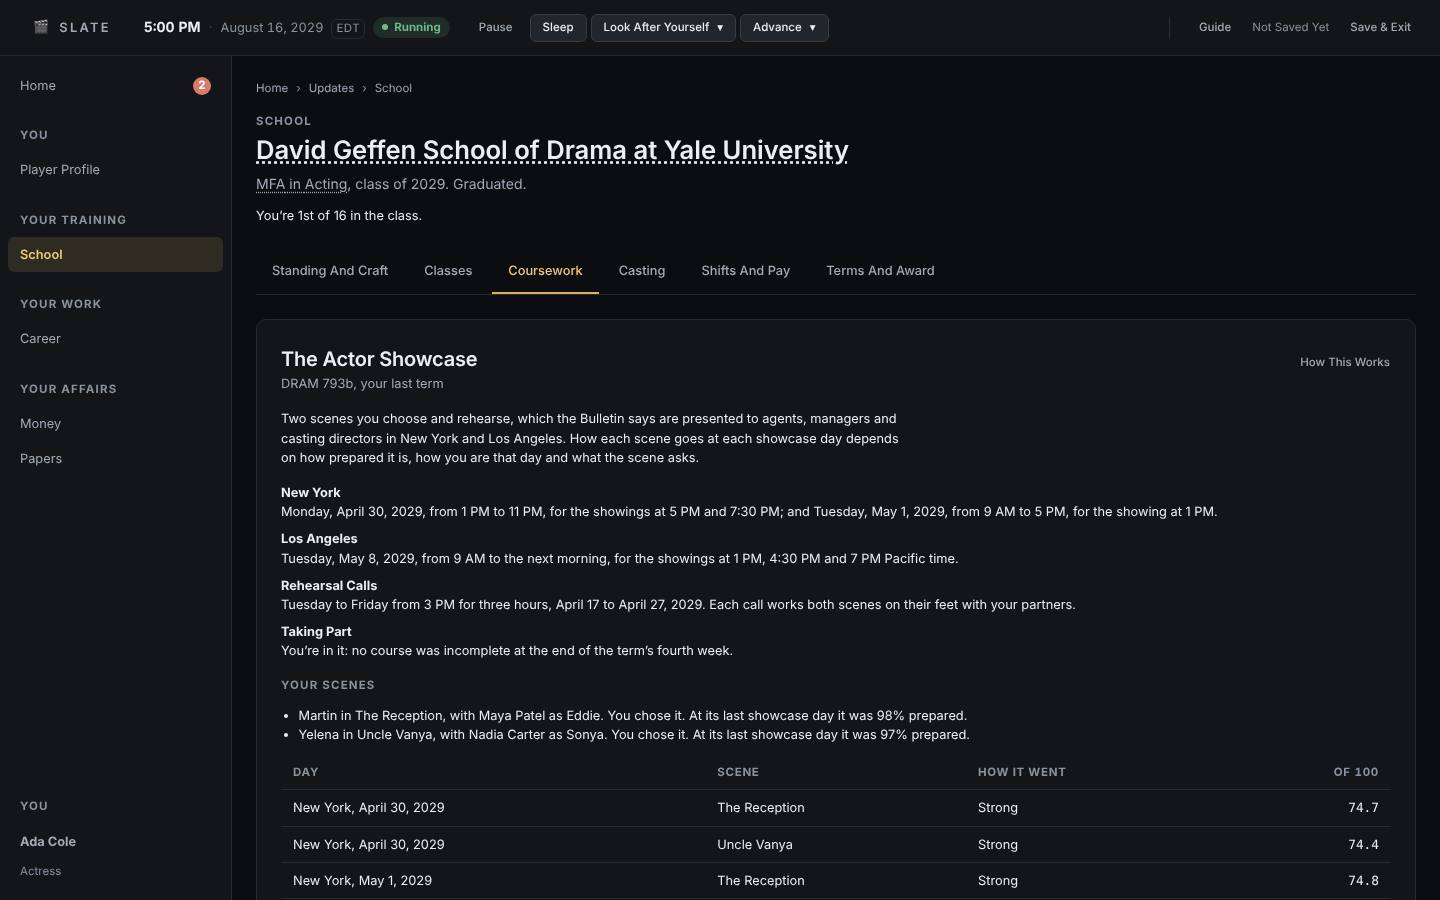 SLATE
5:00 PM · August 16, 2029 EDT Running
Pause
Sleep
Look After Yourself ▾
Advance ▾
Guide
Not Saved Yet
Save & Exit
Home
2
YOU
Player Profile
YOUR TRAINING
School
YOUR WORK
Career
YOUR AFFAIRS
Money
Papers
YOU
Ada Cole
Actress
Home › Updates › School
SCHOOL
David Geffen School of Drama at Yale University
MFA in Acting, class of 2029. Graduated.
You’re 1st of 16 in the class.
Standing And Craft
Classes
Coursework
Casting
Shifts And Pay
Terms And Award
The Actor Showcase
How This Works
DRAM 793b, your last term
Two scenes you choose and rehearse, which the Bulletin says are presented to agents, managers and
casting directors in New York and Los Angeles. How each scene goes at each showcase day depends
on how prepared it is, how you are that day and what the scene asks.
New York
Monday, April 30, 2029, from 1 PM to 11 PM, for the showings at 5 PM and 7:30 PM; and Tuesday, May 1, 2029, from 9 AM to 5 PM, for the showing at 1 PM.
Los Angeles
Tuesday, May 8, 2029, from 9 AM to the next morning, for the showings at 1 PM, 4:30 PM and 7 PM Pacific time.
Rehearsal Calls
Tuesday to Friday from 3 PM for three hours, April 17 to April 27, 2029. Each call works both scenes on their feet with your partners.
Taking Part
You’re in it: no course was incomplete at the end of the term’s fourth week.
YOUR SCENES
• Martin in The Reception, with Maya Patel as Eddie. You chose it. At its last showcase day it was 98% prepared.
• Yelena in Uncle Vanya, with Nadia Carter as Sonya. You chose it. At its last showcase day it was 97% prepared.
DAY SCENE HOW IT WENT OF 100
New York, April 30, 2029 The Reception Strong 74.7
New York, April 30, 2029 Uncle Vanya Strong 74.4
New York, May 1, 2029 The Reception Strong 74.8